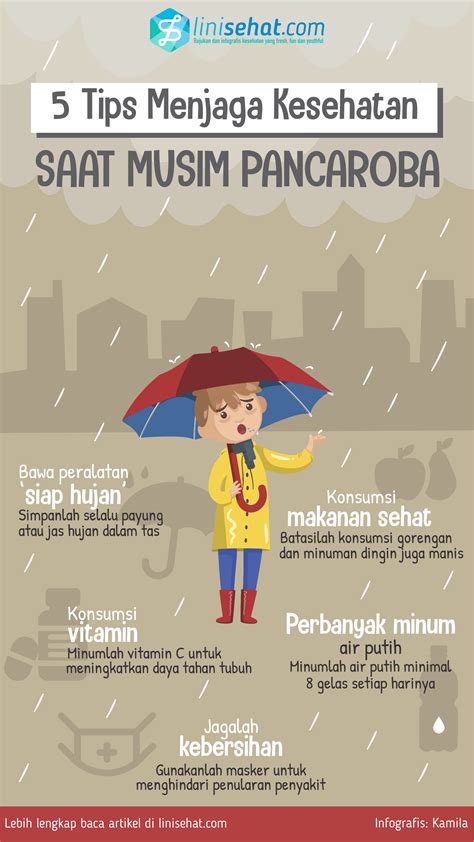 linisehat.com
Rujukan dan infografis kesehatan yang fresh, fun dan youthful
5 Tips Menjaga Kesehatan
SAAT MUSIM PANCAROBA
Bawa peralatan
'siap hujan'
Simpanlah selalu payung
atau jas hujan dalam tas
Konsumsi
makanan sehat
Batasilah konsumsi gorengan
dan minuman dingin juga manis
Konsumsi
vitamin
Minumlah vitamin C untuk
meningkatkan daya tahan tubuh
Perbanyak minum
air putih
Minumlah air putih minimal
8 gelas setiap harinya
Jagalah
kebersihan
Gunakanlah masker untuk
menghindari penularan penyakit
Lebih lengkap baca artikel di linisehat.com
Infografis: Kamila